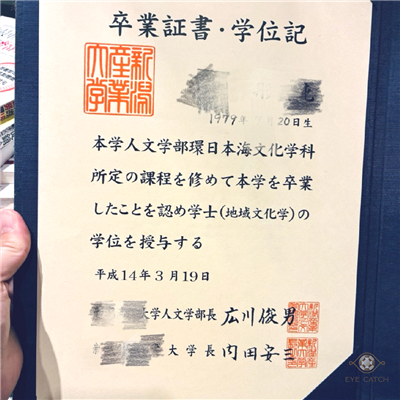 卒業証書・学位記
新潟産業大学
1979年 月20日生
本学人文学部環日本海文化学科
所定の課程を修めて本学を卒業
したことを認め学士(地域文化学)の
学位を授与する
平成14年3月19日
大学人文学部長 広川俊男
大学長 内田安三
EYE CATCH